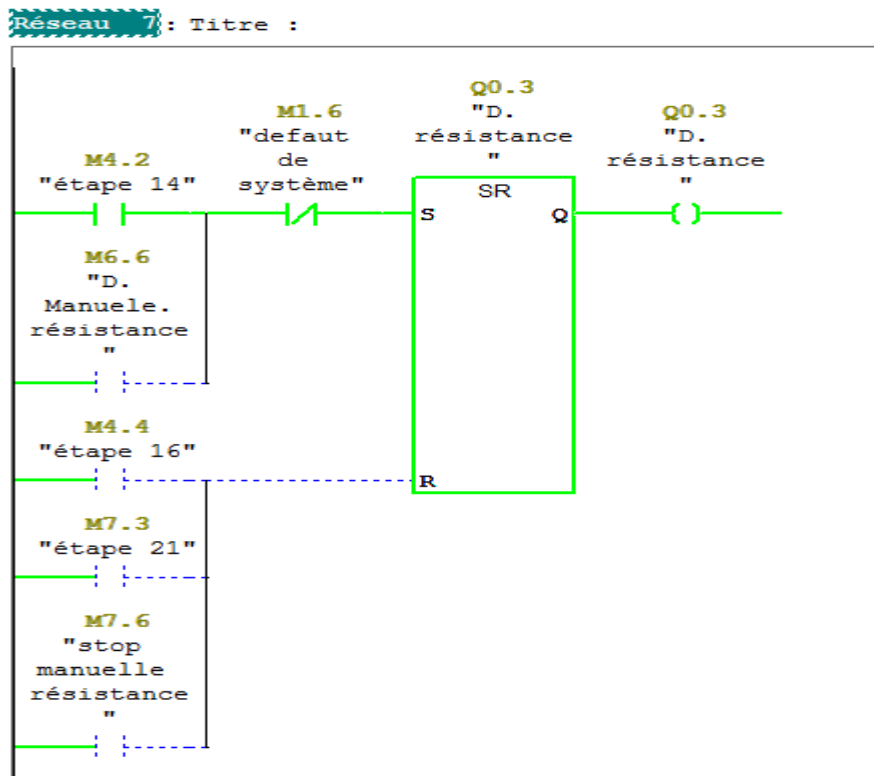 Réseau 7 : Titre :
Q0.3
"D.
résistance
"
M1.6
"defaut
de
système"
Q0.3
"D.
résistance
"
M4.2
"étape 14"
SR
S
Q
M6.6
"D.
Manuele.
résistance
"
M4.4
"étape 16"
R
M7.3
"étape 21"
M7.6
"stop
manuelle
résistance
"